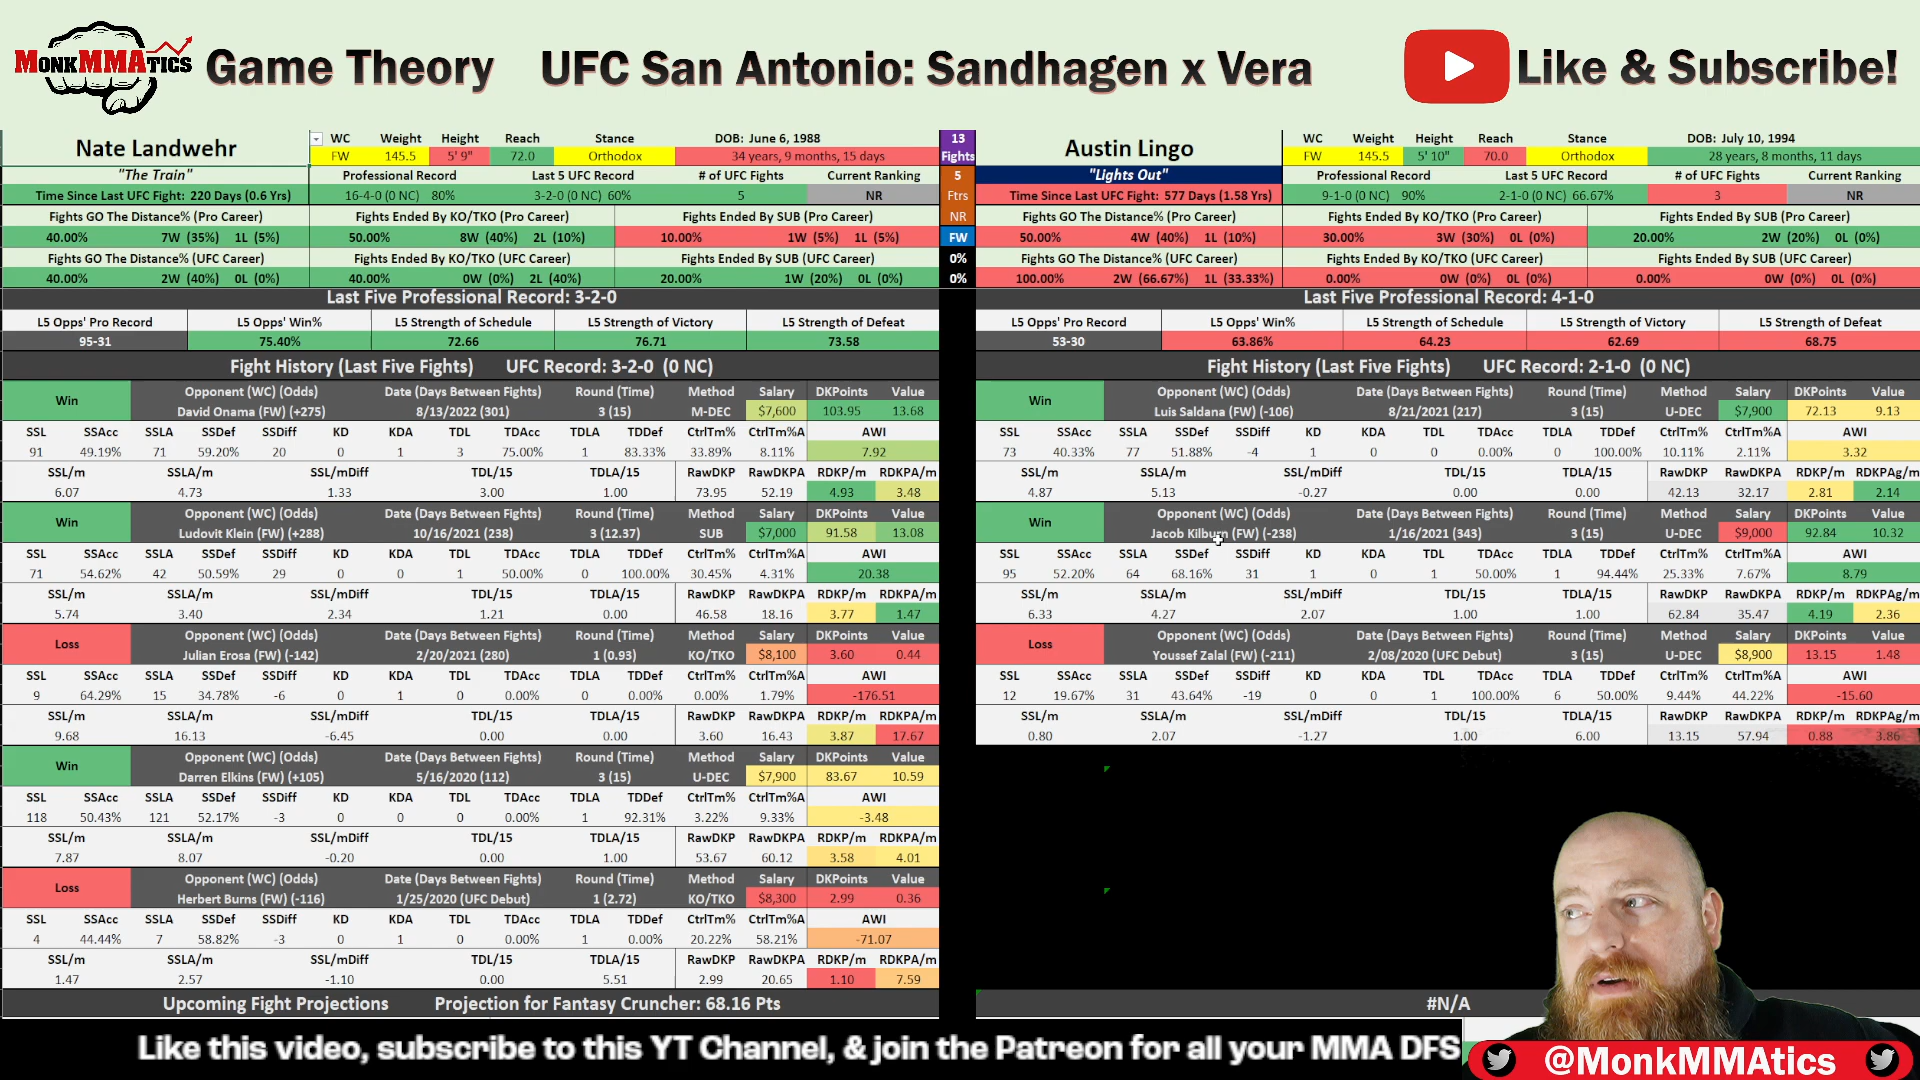 MONKMMATICS Game Theory UFC San Antonio: Sandhagen x Vera Like & Subscribe!
Nate Landwehr
WC Weight Height Reach Stance DOB: June 6, 1988
FW 145.5 5' 9" 72.0 Orthodox 34 years, 9 months, 15 days
"The Train" Professional Record Last 5 UFC Record # of UFC Fights Current Ranking
Time Since Last UFC Fight: 220 Days (0.6 Yrs) 16-4-0 (0 NC) 80% 3-2-0 (0 NC) 60% 5 NR
Fights GO The Distance% (Pro Career) Fights Ended By KO/TKO (Pro Career) Fights Ended By SUB (Pro Career)
40.00% 7W (35%) 1L (5%) 50.00% 8W (40%) 2L (10%) 10.00% 1W (5%) 1L (5%)
Fights GO The Distance% (UFC Career) Fights Ended By KO/TKO (UFC Career) Fights Ended By SUB (UFC Career)
40.00% 2W (40%) 0L (0%) 40.00% 0W (0%) 2L (40%) 20.00% 1W (20%) 0L (0%)
Last Five Professional Record: 3-2-0
L5 Opps' Pro Record L5 Opps' Win% L5 Strength of Schedule L5 Strength of Victory L5 Strength of Defeat
95-31 75.40% 72.66 76.71 73.58
Fight History (Last Five Fights) UFC Record: 3-2-0 (0 NC)
Win Opponent (WC) (Odds) Date (Days Between Fights) Round (Time) Method Salary DKPoints Value
David Onama (FW) (+275) 8/13/2022 (301) 3 (15) M-DEC $7,600 103.95 13.68
SSL SSAcc SSLA SSDef SSDiff KD KDA TDL TDAcc TDLA TDDef CtrlTm% CtrlTm%A AWI
91 49.19% 71 59.20% 20 0 1 3 75.00% 1 83.33% 33.89% 8.11% 7.92
SSL/m SSLA/m SSL/mDiff TDL/15 TDLA/15 RawDKP RawDKPA RDKP/m RDKPA/m
6.07 4.73 1.33 3.00 1.00 73.95 52.19 4.93 3.48
Win Opponent (WC) (Odds) Date (Days Between Fights) Round (Time) Method Salary DKPoints Value
Ludovit Klein (FW) (+288) 10/16/2021 (238) 3 (12.37) SUB $7,000 91.58 13.08
SSL SSAcc SSLA SSDef SSDiff KD KDA TDL TDAcc TDLA TDDef CtrlTm% CtrlTm%A AWI
71 54.62% 42 50.59% 29 0 0 1 50.00% 0 100.00% 30.45% 4.31% 20.38
SSL/m SSLA/m SSL/mDiff TDL/15 TDLA/15 RawDKP RawDKPA RDKP/m RDKPA/m
5.74 3.40 2.34 1.21 0.00 46.58 18.16 3.77 1.47
Loss Opponent (WC) (Odds) Date (Days Between Fights) Round (Time) Method Salary DKPoints Value
Julian Erosa (FW) (-142) 2/20/2021 (280) 1 (0.93) KO/TKO $8,100 3.60 0.44
SSL SSAcc SSLA SSDef SSDiff KD KDA TDL TDAcc TDLA TDDef CtrlTm% CtrlTm%A AWI
9 64.29% 15 34.78% -6 0 1 0 0.00% 0 0.00% 0.00% 1.79% -176.51
SSL/m SSLA/m SSL/mDiff TDL/15 TDLA/15 RawDKP RawDKPA RDKP/m RDKPA/m
9.68 16.13 -6.45 0.00 0.00 3.60 16.43 3.87 17.67
Win Opponent (WC) (Odds) Date (Days Between Fights) Round (Time) Method Salary DKPoints Value
Darren Elkins (FW) (+105) 5/16/2020 (112) 3 (15) U-DEC $7,900 83.67 10.59
SSL SSAcc SSLA SSDef SSDiff KD KDA TDL TDAcc TDLA TDDef CtrlTm% CtrlTm%A AWI
118 50.43% 121 52.17% -3 0 0 0 0.00% 1 92.31% 3.22% 9.33% -3.48
SSL/m SSLA/m SSL/mDiff TDL/15 TDLA/15 RawDKP RawDKPA RDKP/m RDKPA/m
7.87 8.07 -0.20 0.00 1.00 53.67 60.12 3.58 4.01
Loss Opponent (WC) (Odds) Date (Days Between Fights) Round (Time) Method Salary DKPoints Value
Herbert Burns (FW) (-116) 1/25/2020 (UFC Debut) 1 (2.72) KO/TKO $8,300 2.99 0.36
SSL SSAcc SSLA SSDef SSDiff KD KDA TDL TDAcc TDLA TDDef CtrlTm% CtrlTm%A AWI
4 44.44% 7 58.82% -3 0 1 0 0.00% 1 0.00% 20.22% 58.21% -71.07
SSL/m SSLA/m SSL/mDiff TDL/15 TDLA/15 RawDKP RawDKPA RDKP/m RDKPA/m
1.47 2.57 -1.10 0.00 5.51 2.99 20.65 1.10 7.59
Upcoming Fight Projections Projection for Fantasy Cruncher: 68.16 Pts
13
Fights
5
Ftrs
NR
FW
0%
0%
Austin Lingo
WC Weight Height Reach Stance DOB: July 10, 1994
FW 145.5 5' 10" 70.0 Orthodox 28 years, 8 months, 11 days
"Lights Out" Professional Record Last 5 UFC Record # of UFC Fights Current Ranking
Time Since Last UFC Fight: 577 Days (1.58 Yrs) 9-1-0 (0 NC) 90% 2-1-0 (0 NC) 66.67% 3 NR
Fights GO The Distance% (Pro Career) Fights Ended By KO/TKO (Pro Career) Fights Ended By SUB (Pro Career)
50.00% 4W (40%) 1L (10%) 30.00% 3W (30%) 0L (0%) 20.00% 2W (20%) 0L (0%)
Fights GO The Distance% (UFC Career) Fights Ended By KO/TKO (UFC Career) Fights Ended By SUB (UFC Career)
100.00% 2W (66.67%) 1L (33.33%) 0.00% 0W (0%) 0L (0%) 0.00% 0W (0%) 0L (0%)
Last Five Professional Record: 4-1-0
L5 Opps' Pro Record L5 Opps' Win% L5 Strength of Schedule L5 Strength of Victory L5 Strength of Defeat
53-30 63.86% 64.23 62.69 68.75
Fight History (Last Five Fights) UFC Record: 2-1-0 (0 NC)
Win Opponent (WC) (Odds) Date (Days Between Fights) Round (Time) Method Salary DKPoints Value
Luis Saldana (FW) (-106) 8/21/2021 (217) 3 (15) U-DEC $7,900 72.13 9.13
SSL SSAcc SSLA SSDef SSDiff KD KDA TDL TDAcc TDLA TDDef CtrlTm% CtrlTm%A AWI
73 40.33% 77 51.88% -4 1 0 0 0.00% 0 100.00% 10.11% 2.11% 3.32
SSL/m SSLA/m SSL/mDiff TDL/15 TDLA/15 RawDKP RawDKPA RDKP/m RDKPAg/m
4.87 5.13 -0.27 0.00 0.00 42.13 32.17 2.81 2.14
Win Opponent (WC) (Odds) Date (Days Between Fights) Round (Time) Method Salary DKPoints Value
Jacob Kilburn (FW) (-238) 1/16/2021 (343) 3 (15) U-DEC $9,000 92.84 10.32
SSL SSAcc SSLA SSDef SSDiff KD KDA TDL TDAcc TDLA TDDef CtrlTm% CtrlTm%A AWI
95 52.20% 64 68.16% 31 1 0 1 50.00% 1 94.44% 25.33% 7.67% 8.79
SSL/m SSLA/m SSL/mDiff TDL/15 TDLA/15 RawDKP RawDKPA RDKP/m RDKPAg/m
6.33 4.27 2.07 1.00 1.00 62.84 35.47 4.19 2.36
Loss Opponent (WC) (Odds) Date (Days Between Fights) Round (Time) Method Salary DKPoints Value
Youssef Zalal (FW) (-211) 2/08/2020 (UFC Debut) 3 (15) U-DEC $8,900 13.15 1.48
SSL SSAcc SSLA SSDef SSDiff KD KDA TDL TDAcc TDLA TDDef CtrlTm% CtrlTm%A AWI
12 19.67% 31 43.64% -19 0 0 1 100.00% 6 50.00% 9.44% 44.22% -15.60
SSL/m SSLA/m SSL/mDiff TDL/15 TDLA/15 RawDKP RawDKPA RDKP/m RDKPAg/m
0.80 2.07 -1.27 1.00 6.00 13.15 57.94 0.88 3.86
#N/A
Like this video, subscribe to this YT Channel, & join the Patreon for all your MMA DFS
@MonkMMAtics